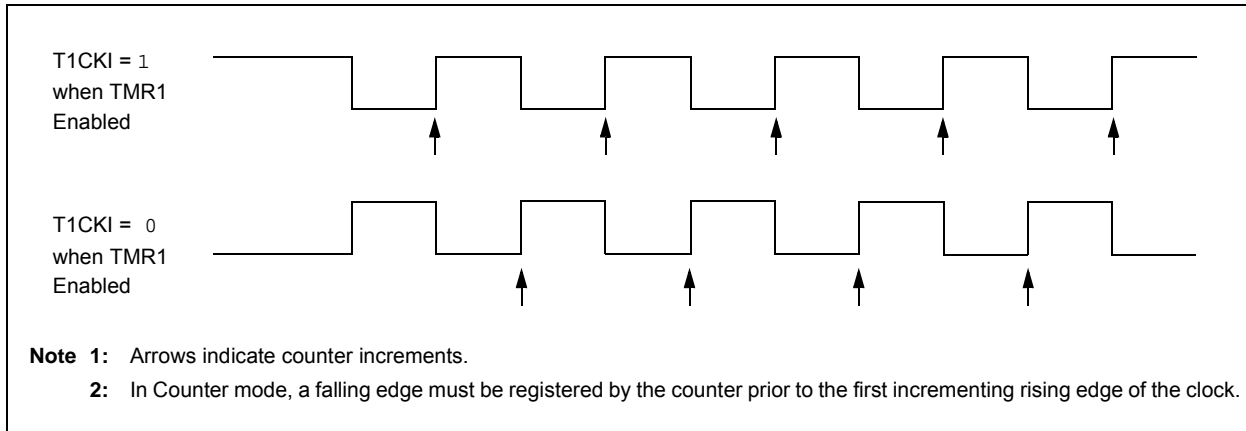 T1CKI = 1
when TMR1
Enabled
T1CKI = 0
when TMR1
Enabled
Note 1: Arrows indicate counter increments.
2: In Counter mode, a falling edge must be registered by the counter prior to the first incrementing rising edge of the clock.